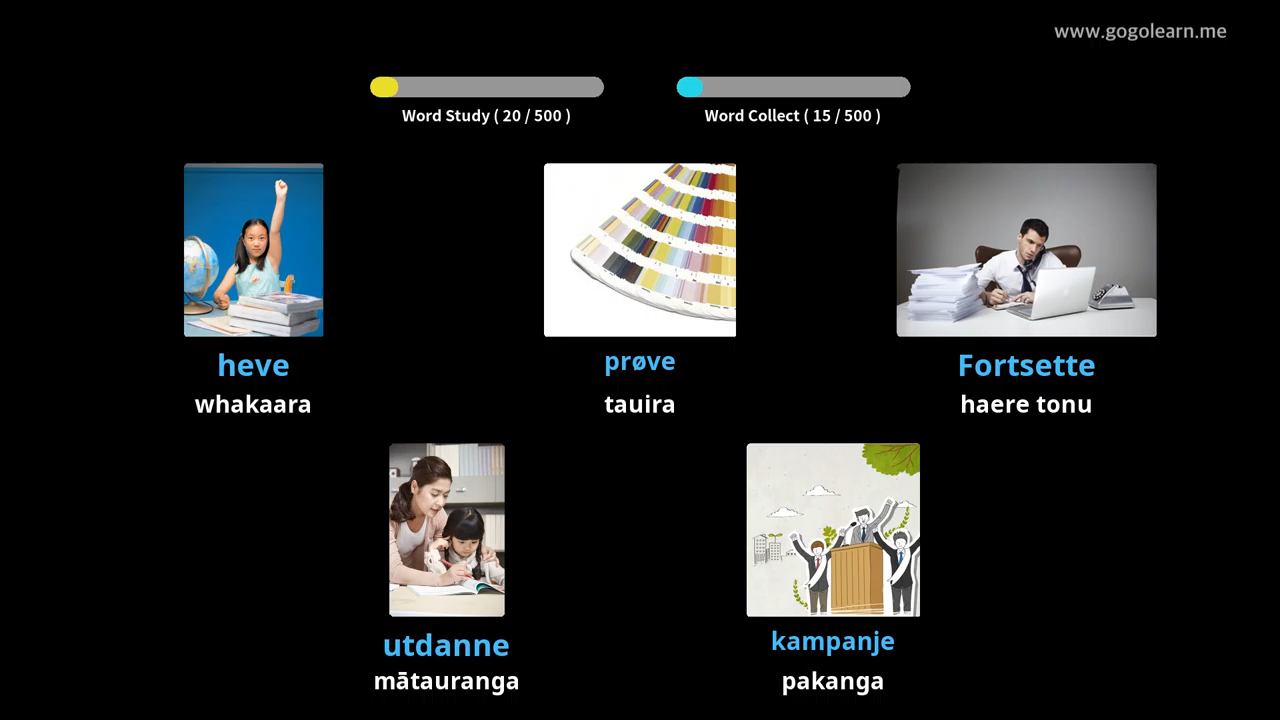 www.gogolearn.me
Word Study ( 20 / 500 )
Word Collect ( 15 / 500 )
heve
whakaara
prøve
tauira
Fortsette
haere tonu
utdanne
mātauranga
kampanje
pakanga